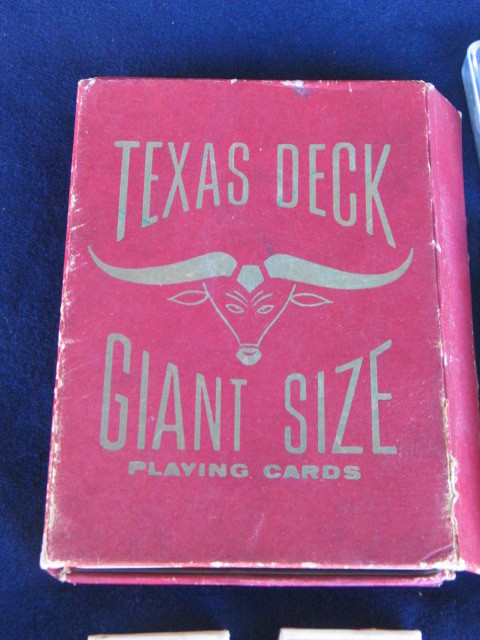 TEXAS DECK
GIANT SIZE
PLAYING CARDS